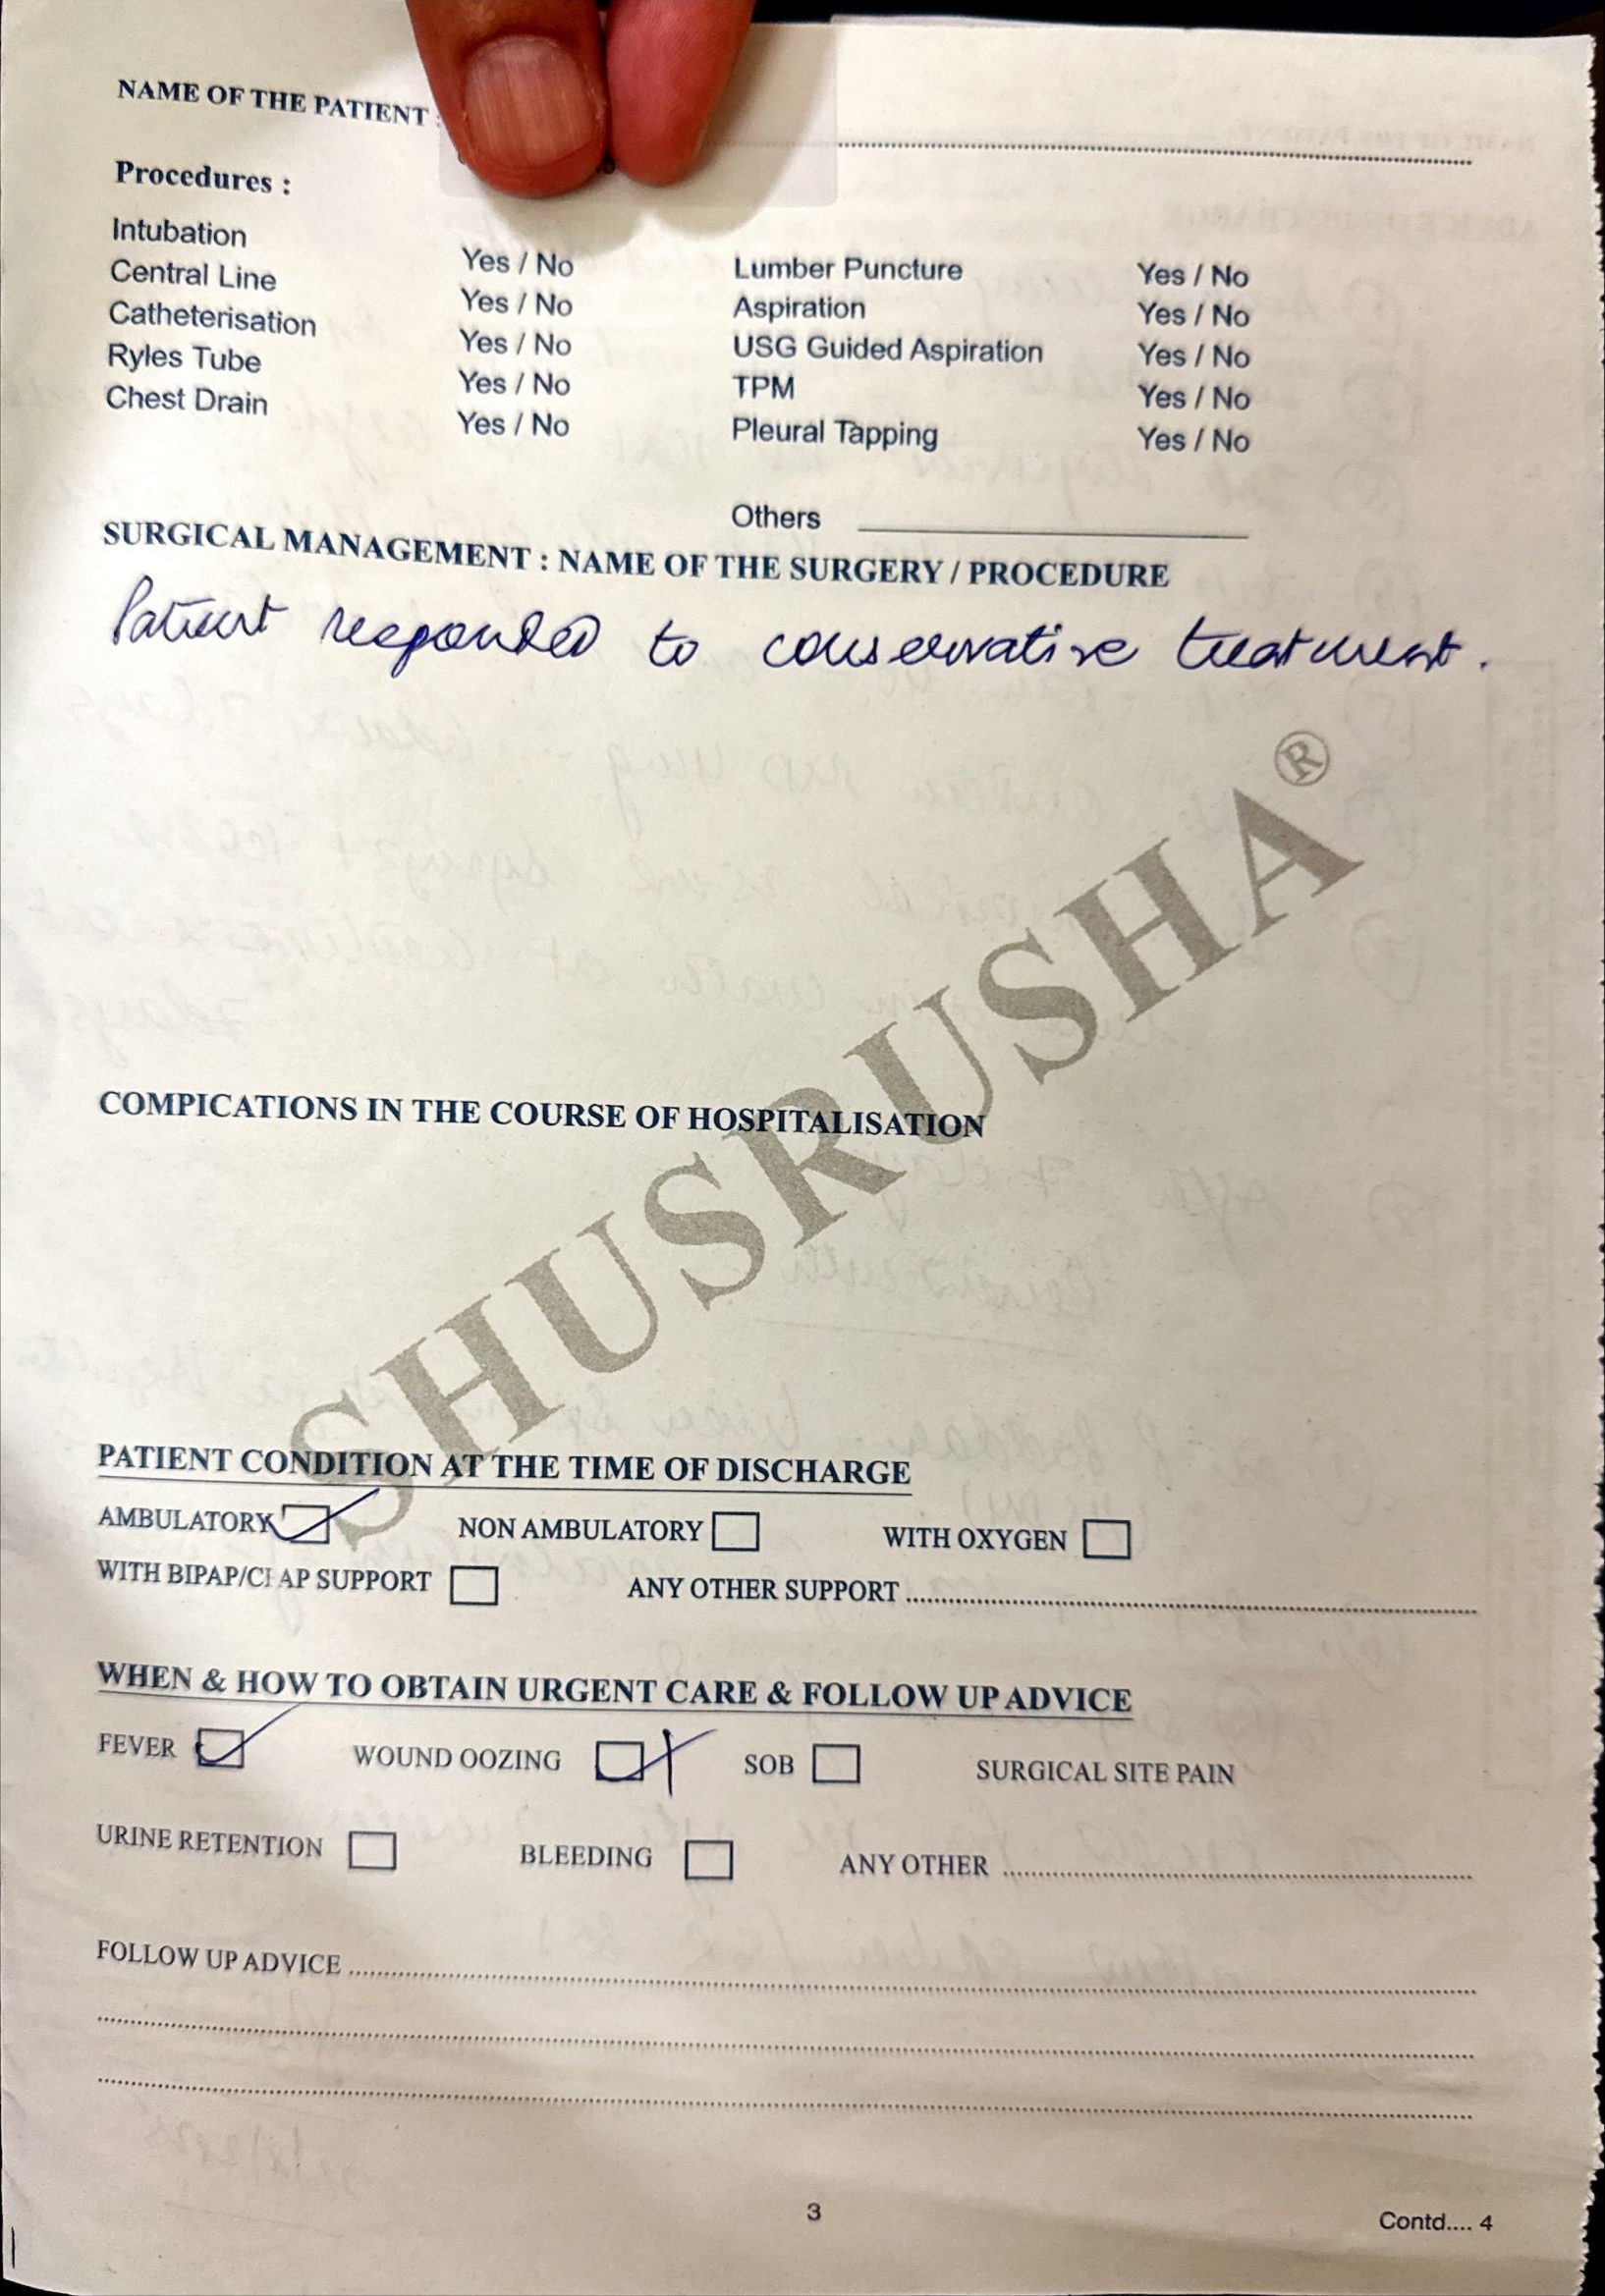 NAME OF THE PATIENT :
Procedures :
Intubation Yes / No Lumber Puncture Yes / No
Central Line Yes / No Aspiration Yes / No
Catheterisation Yes / No USG Guided Aspiration Yes / No
Ryles Tube Yes / No TPM Yes / No
Chest Drain Yes / No Pleural Tapping Yes / No
Others
SURGICAL MANAGEMENT : NAME OF THE SURGERY / PROCEDURE
Patient responded to conservative treatment.
SHUSRUSHA®
COMPICATIONS IN THE COURSE OF HOSPITALISATION
PATIENT CONDITION AT THE TIME OF DISCHARGE
AMBULATORY NON AMBULATORY WITH OXYGEN
WITH BIPAP/CPAP SUPPORT ANY OTHER SUPPORT
WHEN & HOW TO OBTAIN URGENT CARE & FOLLOW UP ADVICE
FEVER WOUND OOZING SOB SURGICAL SITE PAIN
URINE RETENTION BLEEDING ANY OTHER
FOLLOW UP ADVICE
3
Contd.... 4